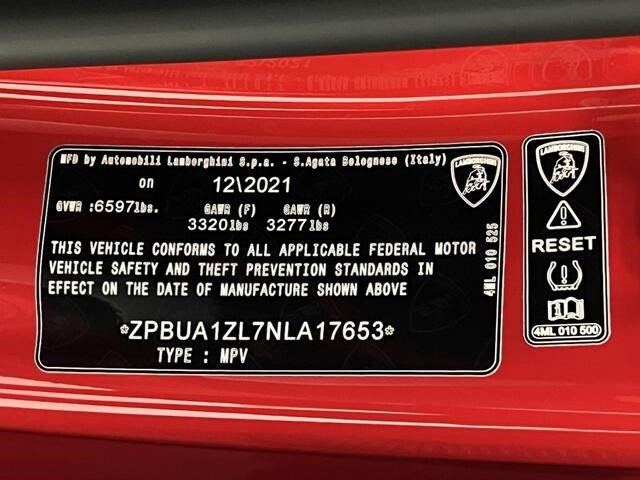 MFD by Automobili Lamborghini S.p.a. - S.Agata Bolognese (Italy)
on 12\2021
GVWR :6597lbs. GAWR (F) GAWR (R)
3320lbs 3277lbs
THIS VEHICLE CONFORMS TO ALL APPLICABLE FEDERAL MOTOR
VEHICLE SAFETY AND THEFT PREVENTION STANDARDS IN
EFFECT ON THE DATE OF MANUFACTURE SHOWN ABOVE
*ZPBUA1ZL7NLA17653*
TYPE : MPV
4ML 010 525
LAMBORGHINI
LAMBORGHINI
RESET
4ML 010 500